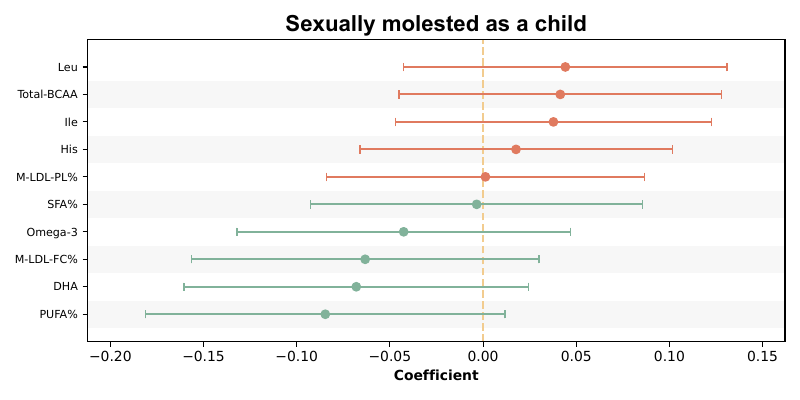 Sexually molested as a child
Leu
Total-BCAA
Ile
His
M-LDL-PL%
SFA%
Omega-3
M-LDL-FC%
DHA
PUFA%
−0.20 −0.15 −0.10 −0.05 0.00 0.05 0.10 0.15
Coefficient